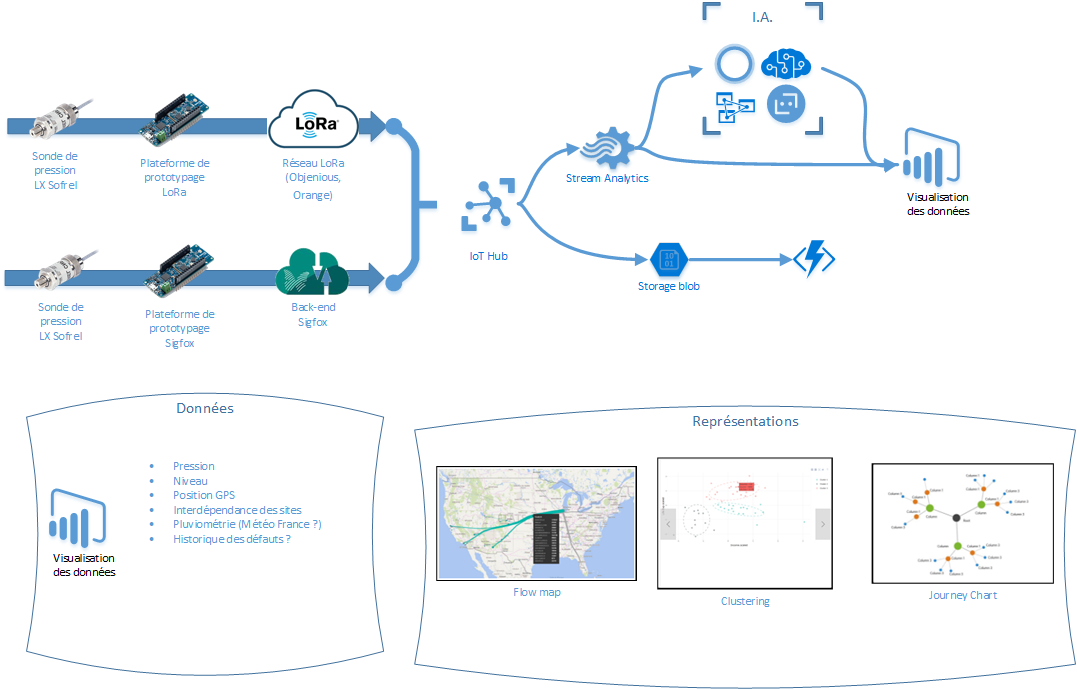 I.A.
LoRa
Sonde de
pression
LX Sofrel
Plateforme de
prototypage
LoRa
Réseau LoRa
(Objenious,
Orange)
Stream Analytics
Visualisation
des données
IoT Hub
10
01
Storage blob
Sonde de
pression
LX Sofrel
Plateforme de
prototypage
Sigfox
Back-end
Sigfox
Données
• Pression
• Niveau
• Position GPS
• Interdépendance des sites
• Pluviométrie (Météo France ?)
• Historique des défauts ?
Visualisation
des données
Représentations
Flow map
Clustering
Journey Chart